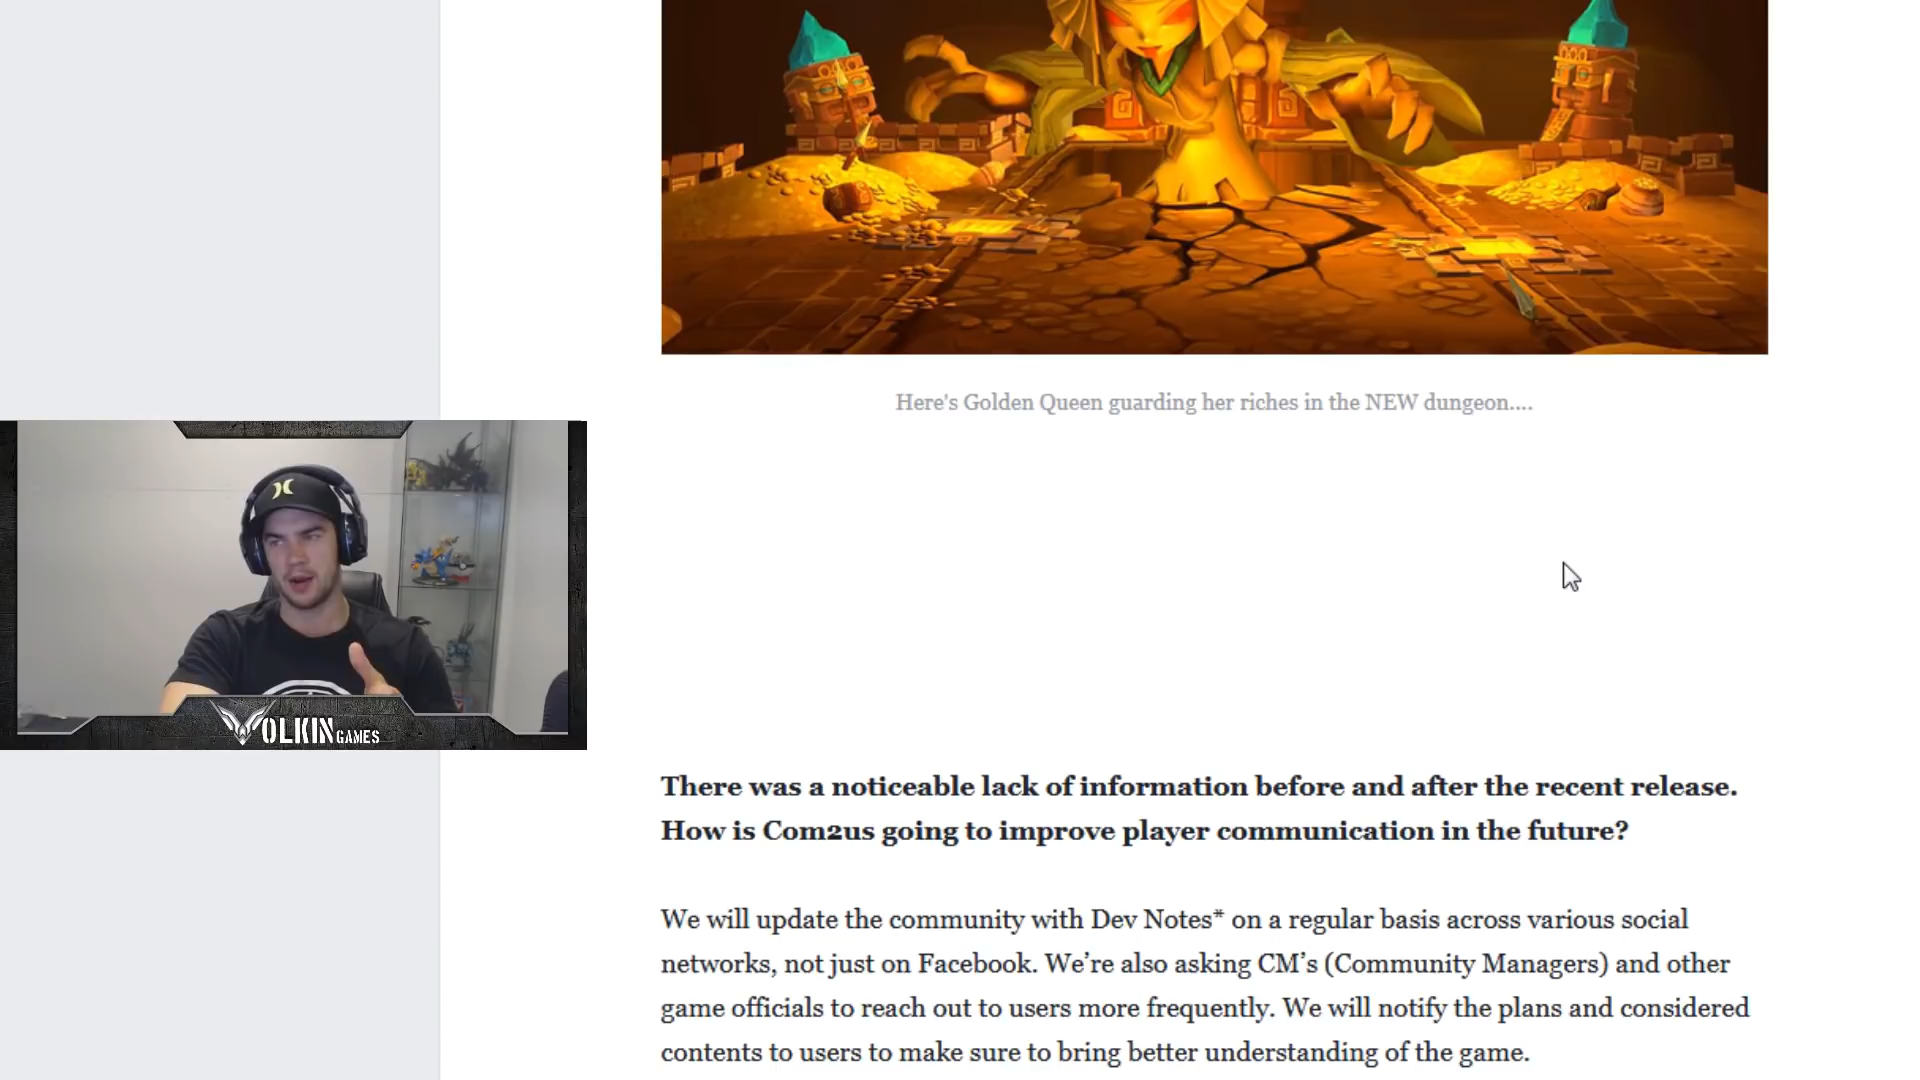 Here's Golden Queen guarding her riches in the NEW dungeon....
VOLKIN GAMES
There was a noticeable lack of information before and after the recent release.
How is Com2us going to improve player communication in the future?
We will update the community with Dev Notes* on a regular basis across various social
networks, not just on Facebook. We’re also asking CM’s (Community Managers) and other
game officials to reach out to users more frequently. We will notify the plans and considered
contents to users to make sure to bring better understanding of the game.